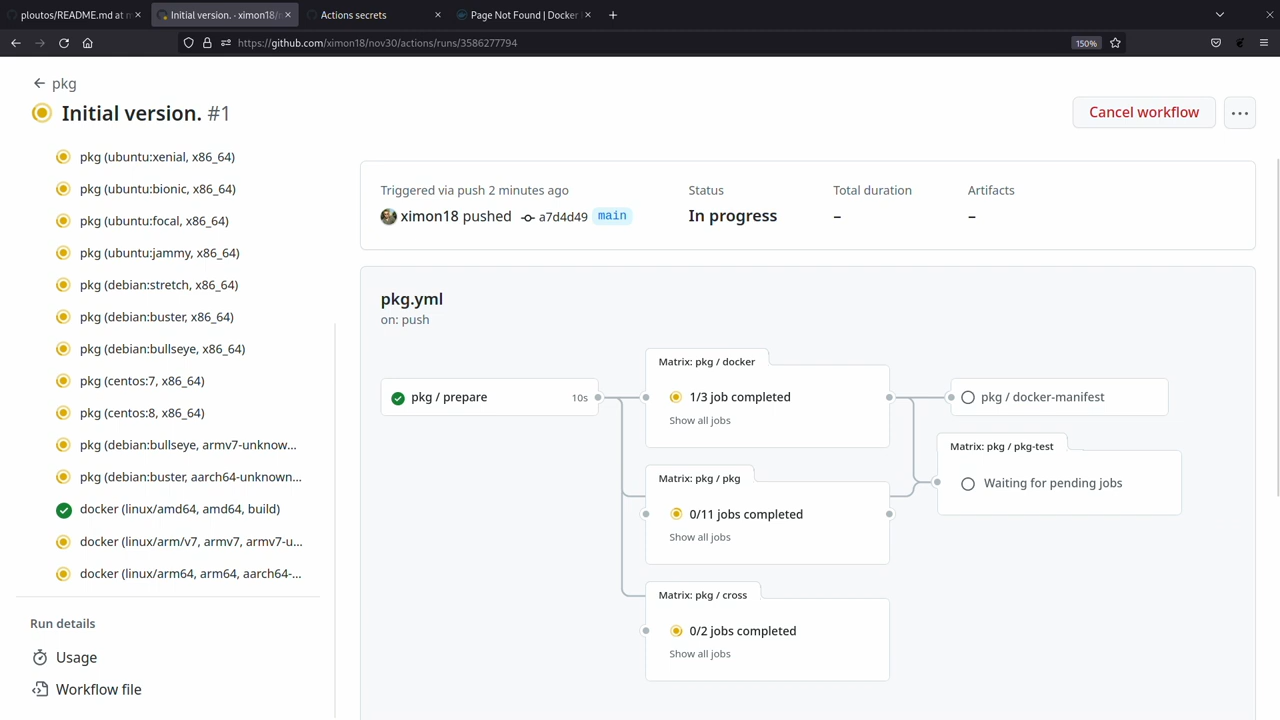 ploutos/README.md at n
Initial version. · ximon18/n
Actions secrets
Page Not Found | Docker
https://github.com/ximon18/nov30/actions/runs/3586277794
150%
pkg
Initial version. #1
Cancel workflow
pkg (ubuntu:xenial, x86_64)
pkg (ubuntu:bionic, x86_64)
pkg (ubuntu:focal, x86_64)
pkg (ubuntu:jammy, x86_64)
pkg (debian:stretch, x86_64)
pkg (debian:buster, x86_64)
pkg (debian:bullseye, x86_64)
pkg (centos:7, x86_64)
pkg (centos:8, x86_64)
pkg (debian:bullseye, armv7-unknow...
pkg (debian:buster, aarch64-unknown...
docker (linux/amd64, amd64, build)
docker (linux/arm/v7, armv7, armv7-u...
docker (linux/arm64, arm64, aarch64-...
Run details
Usage
Workflow file
Triggered via push 2 minutes ago
ximon18 pushed a7d4d49 main
Status
In progress
Total duration
–
Artifacts
–
pkg.yml
on: push
pkg / prepare 10s
Matrix: pkg / docker
1/3 job completed
Show all jobs
Matrix: pkg / pkg
0/11 jobs completed
Show all jobs
Matrix: pkg / cross
0/2 jobs completed
Show all jobs
pkg / docker-manifest
Matrix: pkg / pkg-test
Waiting for pending jobs